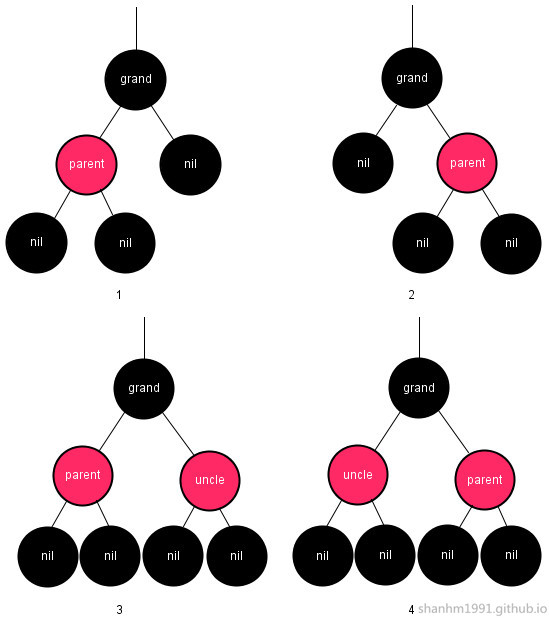 grand
parent
nil
nil
nil
1
grand
nil
parent
nil
nil
2
grand
parent
uncle
nil
nil
nil
nil
3
grand
uncle
parent
nil
nil
nil
nil
4
shanhm1991.github.io